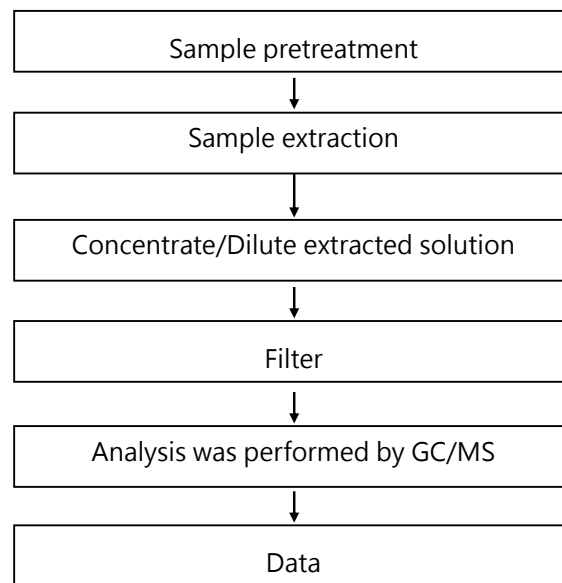 Sample pretreatment
Sample extraction
Concentrate/Dilute extracted solution
Filter
Analysis was performed by GC/MS
Data